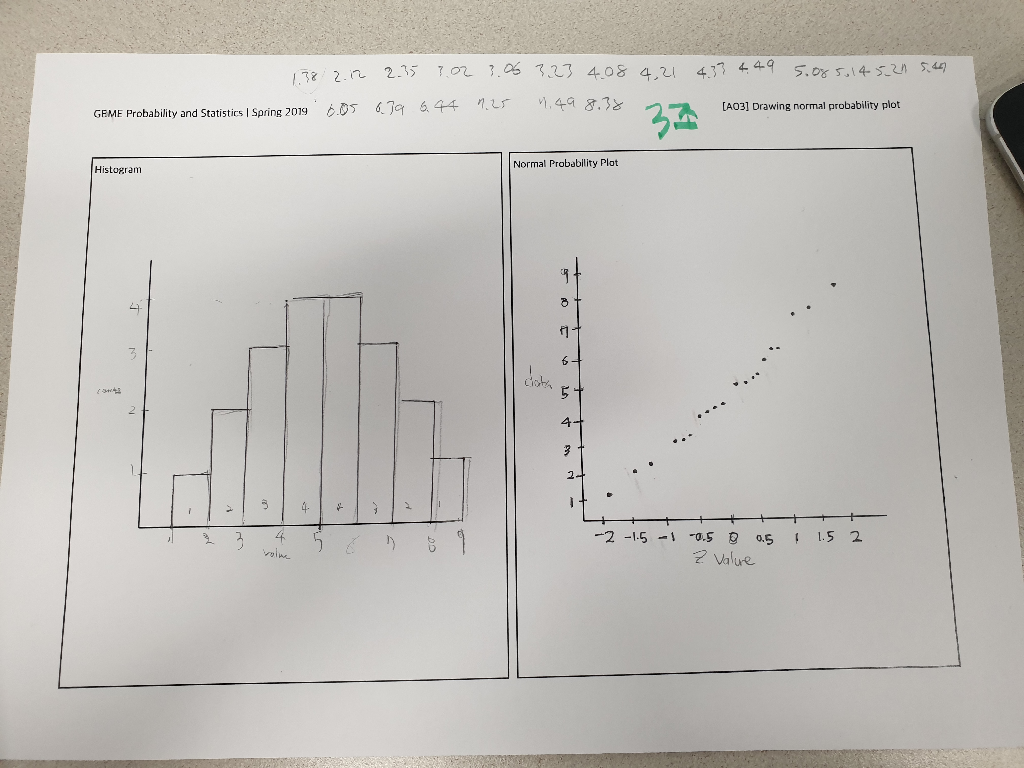 1.38 2.12 2.35 3.02 3.06 3.23 4.08 4.21 4.33 4.49 5.08 5.14 5.27 5.47
GBME Probability and Statistics | Spring 2019 6.05 6.39 6.44 7.25 7.49 8.38 3조 [A03] Drawing normal probability plot
Histogram
4
3
2
1
1 2 3 4 4 3 2 1
1 2 3 4 5 6 7 8 9
value
Normal Probability Plot
9
8
7
6
data
5
4
3
2
1
-2 -1.5 -1 -0.5 0 0.5 1 1.5 2
Z Value